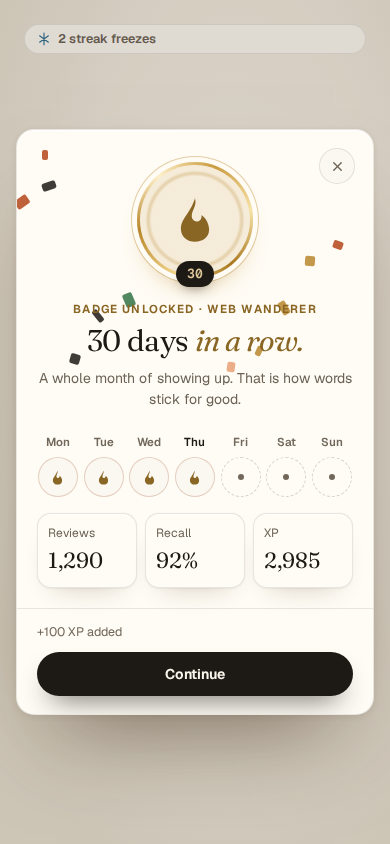 2 streak freezes
30
BADGE UNLOCKED · WEB WANDERER
30 days in a row.
A whole month of showing up. That is how words
stick for good.
Mon Tue Wed Thu Fri Sat Sun
Reviews Recall XP
1,290 92% 2,985
+100 XP added
Continue